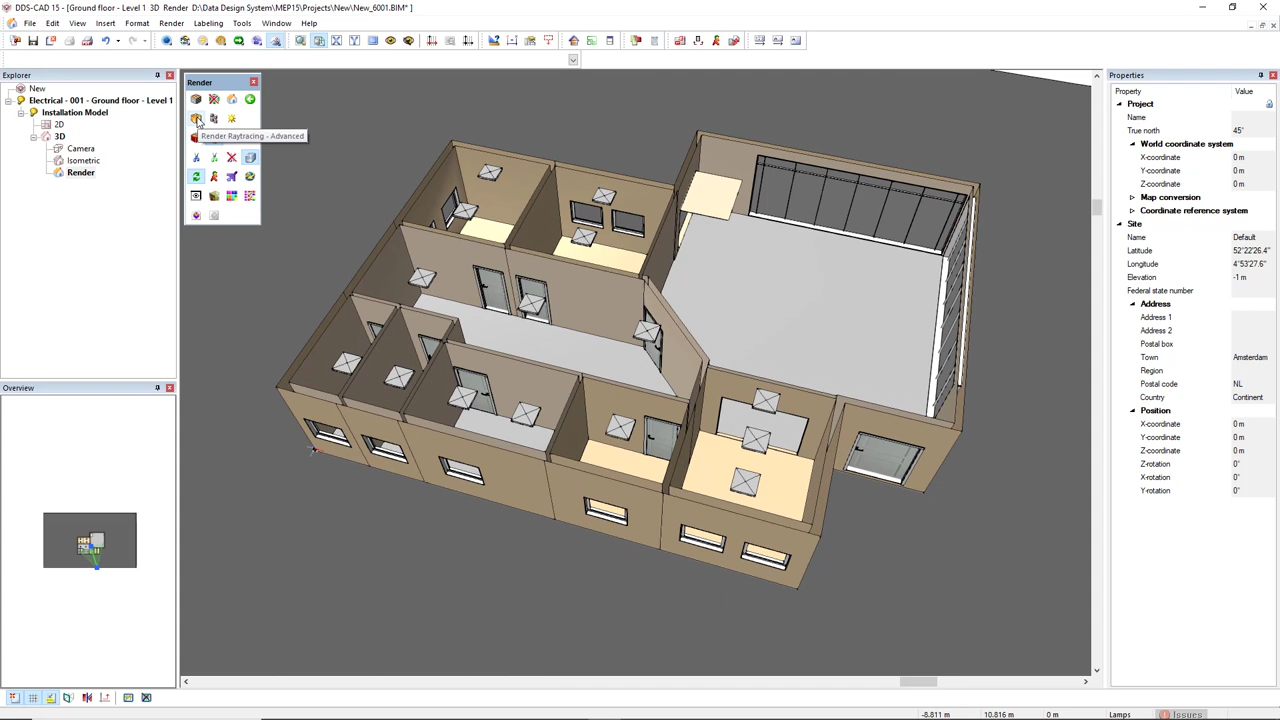 DDS-CAD 15 - [Ground floor - Level 1  3D  Render  D:\Data Design System\MEP15\Projects\New\New_6001.BIM*]
File Edit View Insert Format Render Labeling Tools Window Help
Explorer
New
Electrical - 001 - Ground floor - Level 1
Installation Model
2D
3D
Camera
Isometric
Render
Overview
Render
Render Raytracing - Advanced
Properties
Property Value
Project
Name
True north 45°
World coordinate system
X-coordinate 0 m
Y-coordinate 0 m
Z-coordinate 0 m
Map conversion
Coordinate reference system
Site
Name Default
Latitude 52°22'26.4"
Longitude 4°53'27.6"
Elevation -1 m
Federal state number
Address
Address 1
Address 2
Postal box
Town Amsterdam
Region
Postal code NL
Country Continent
Position
X-coordinate 0 m
Y-coordinate 0 m
Z-coordinate 0 m
Z-rotation 0°
X-rotation 0°
Y-rotation 0°
-8.811 m 10.816 m 0 m Lamps Issues